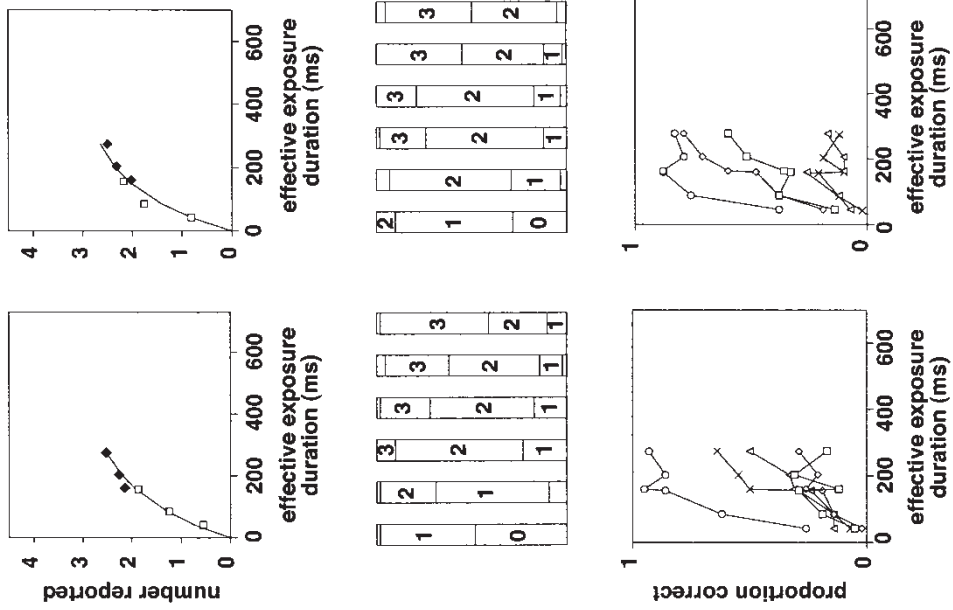 number reported
4
3
2
1
0
0 200 400 600
effective exposure
duration (ms)
4
3
2
1
0
0 200 400 600
effective exposure
duration (ms)
1 0
2 1
3 2 1
3 2 1
3 2 1
3 2 1
2 1 0
2 1
3 2 1
3 2 1
3 2 1
3 2
proportion correct
1
0
0 200 400 600
effective exposure
duration (ms)
1
0
0 200 400 600
effective exposure
duration (ms)